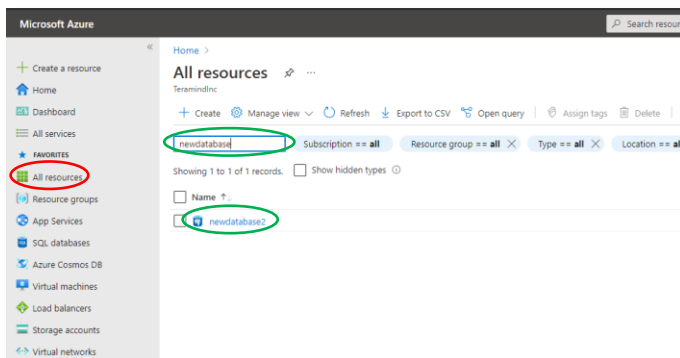 Microsoft Azure
Search resour
«
Home >
Create a resource
All resources
...
Home
TeramindInc
Dashboard
Create Manage view Refresh Export to CSV Open query Assign tags Delete
All services
FAVORITES
newdatabase Subscription == all Resource group == all Type == all Location == al
All resources
Showing 1 to 1 of 1 records. Show hidden types
Resource groups
Name ↑↓
App Services
newdatabase2
SQL databases
Azure Cosmos DB
Virtual machines
Load balancers
Storage accounts
Virtual networks